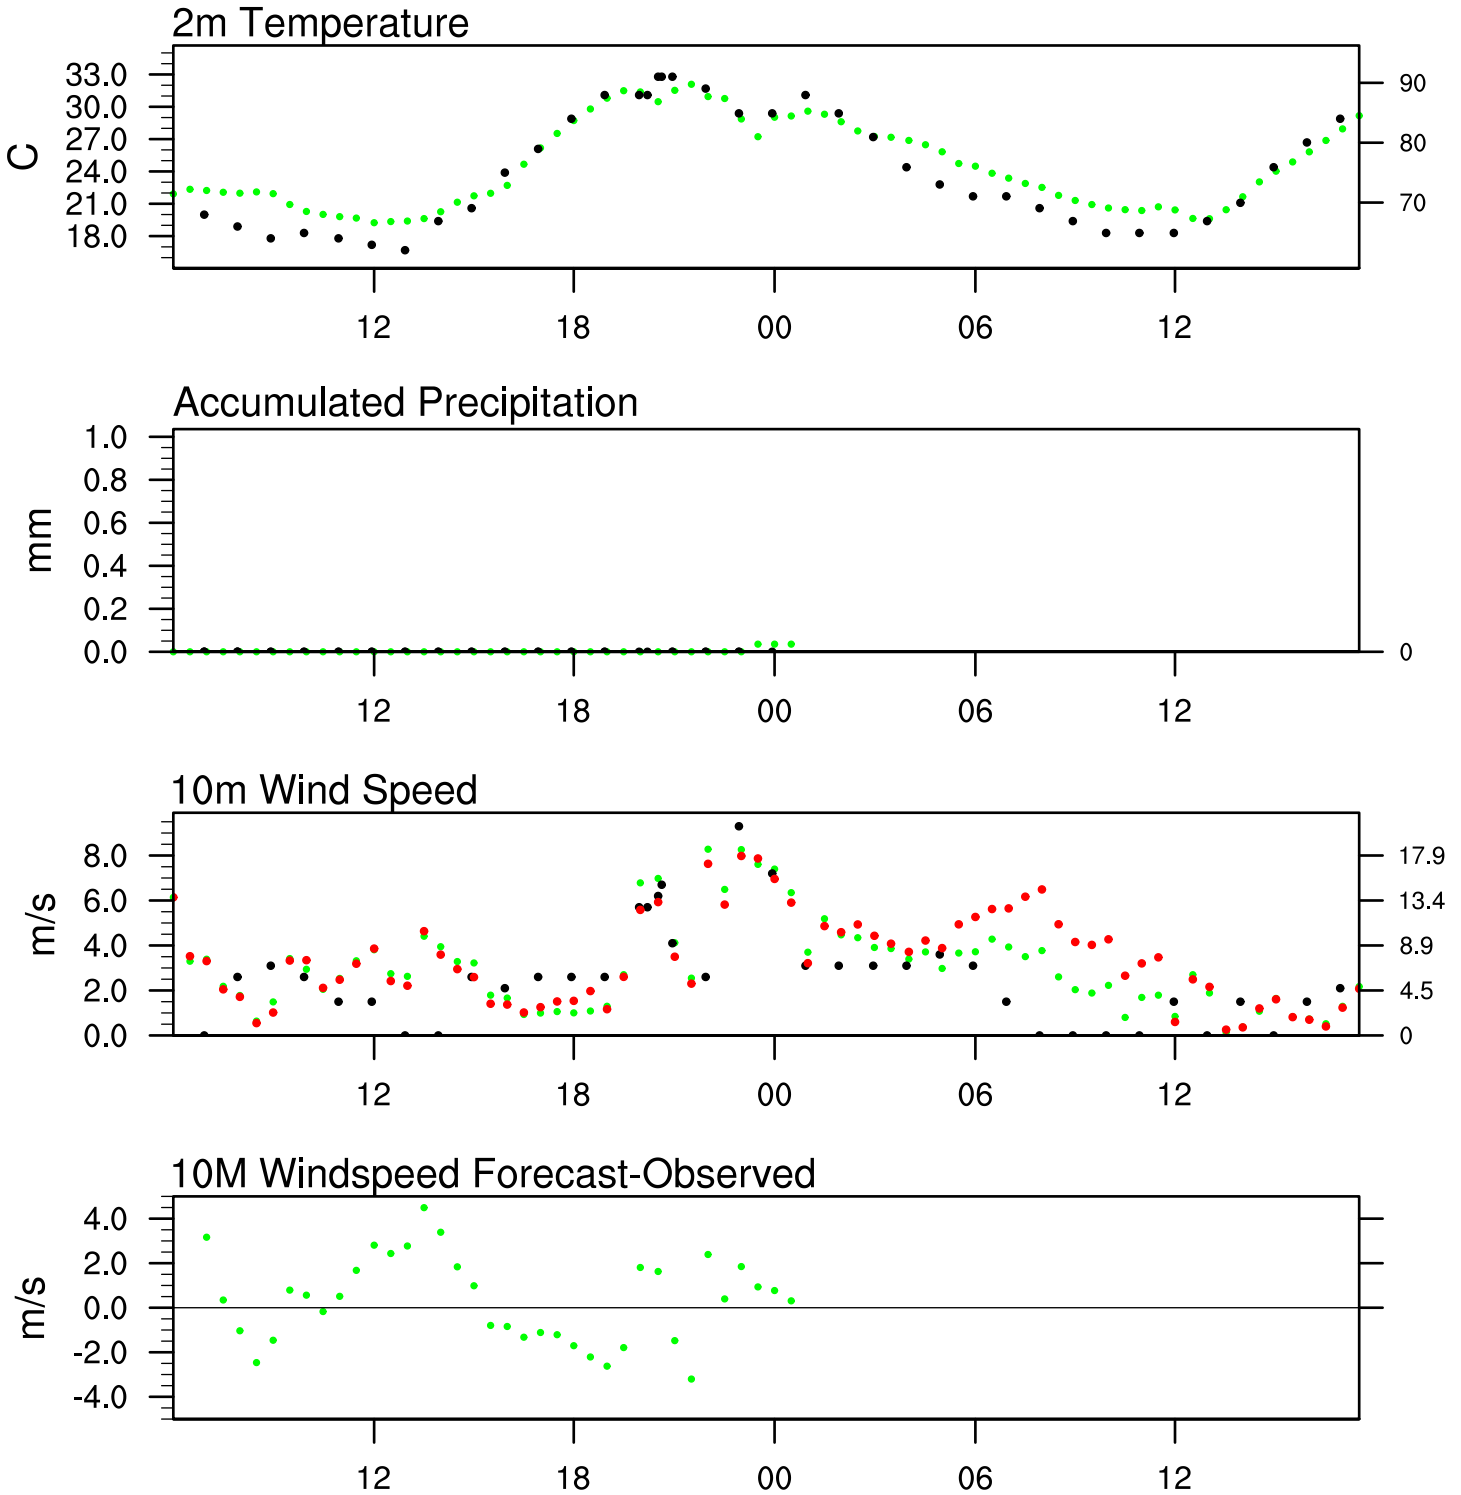 2m Temperature
C
33.0
30.0
27.0
24.0
21.0
18.0
90
80
70
12 18 00 06 12
Accumulated Precipitation
mm
1.0
0.8
0.6
0.4
0.2
0.0
0
12 18 00 06 12
10m Wind Speed
m/s
8.0
6.0
4.0
2.0
0.0
17.9
13.4
8.9
4.5
0
12 18 00 06 12
10M Windspeed Forecast-Observed
m/s
4.0
2.0
0.0
-2.0
-4.0
12 18 00 06 12